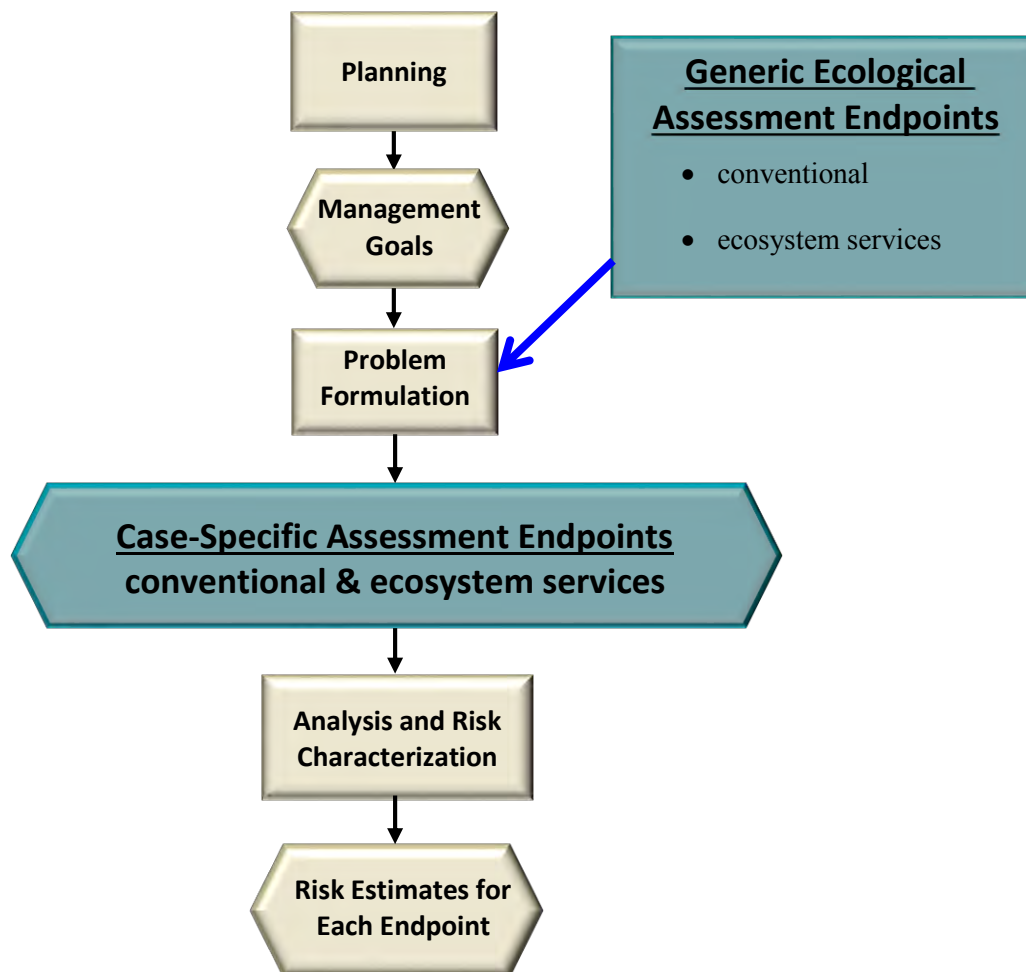 Planning
Generic Ecological
Assessment Endpoints
• conventional
• ecosystem services
Management
Goals
Problem
Formulation
Case-Specific Assessment Endpoints
conventional & ecosystem services
Analysis and Risk
Characterization
Risk Estimates for
Each Endpoint